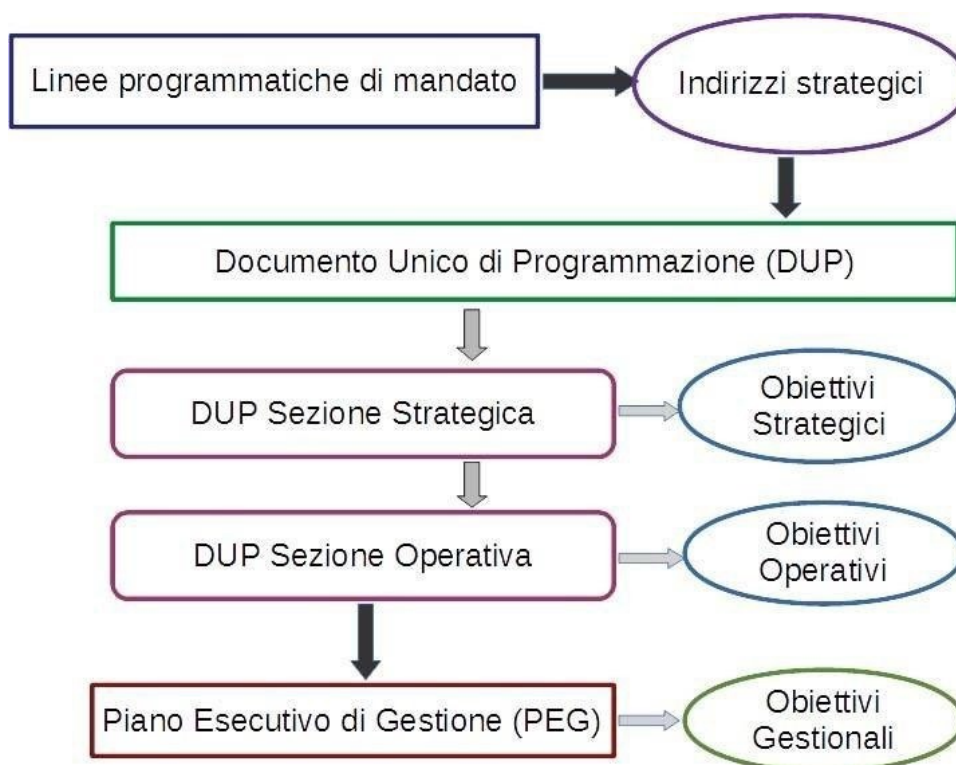 Linee programmatiche di mandato
Indirizzi strategici
Documento Unico di Programmazione (DUP)
DUP Sezione Strategica
Obiettivi
Strategici
DUP Sezione Operativa
Obiettivi
Operativi
Piano Esecutivo di Gestione (PEG)
Obiettivi
Gestionali